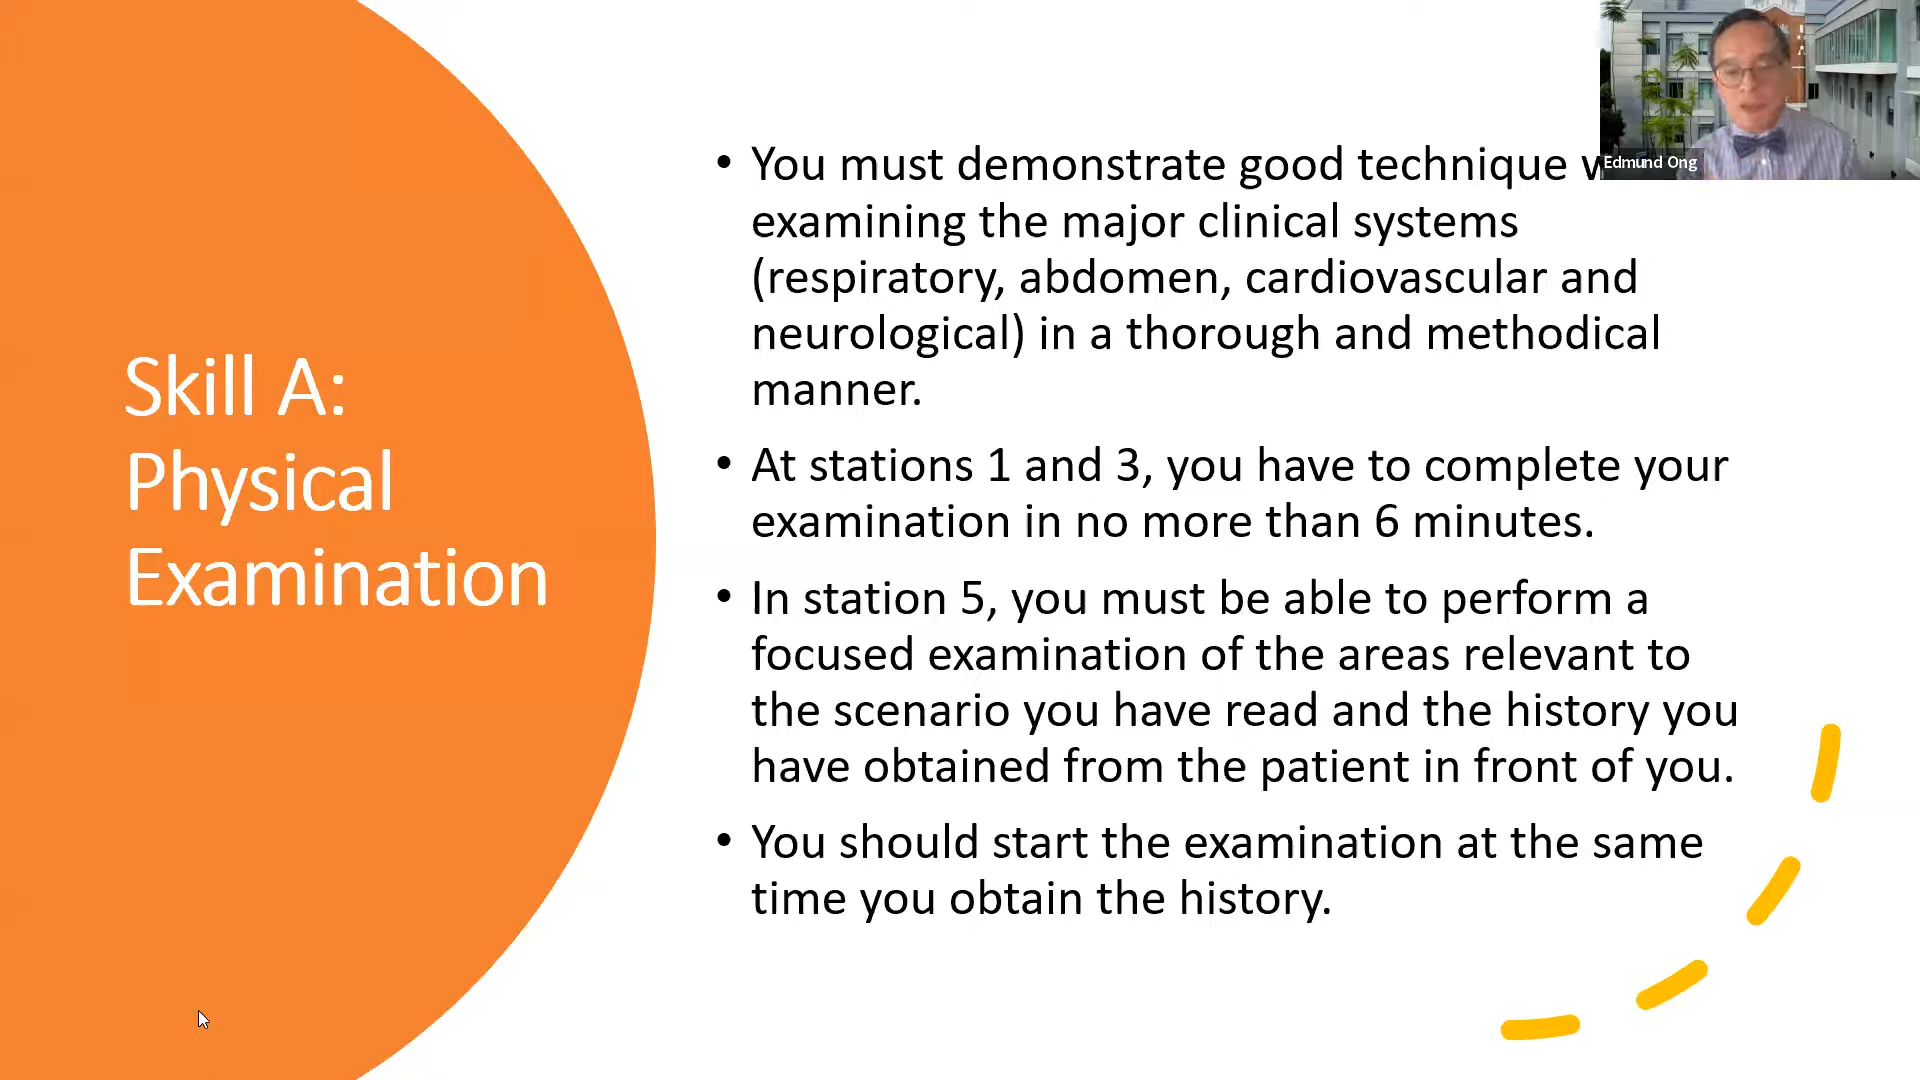 Skill A:
Physical
Examination
• You must demonstrate good technique
examining the major clinical systems
(respiratory, abdomen, cardiovascular and
neurological) in a thorough and methodical
manner.
• At stations 1 and 3, you have to complete your
examination in no more than 6 minutes.
• In station 5, you must be able to perform a
focused examination of the areas relevant to
the scenario you have read and the history you
have obtained from the patient in front of you.
• You should start the examination at the same
time you obtain the history.
Edmund Ong